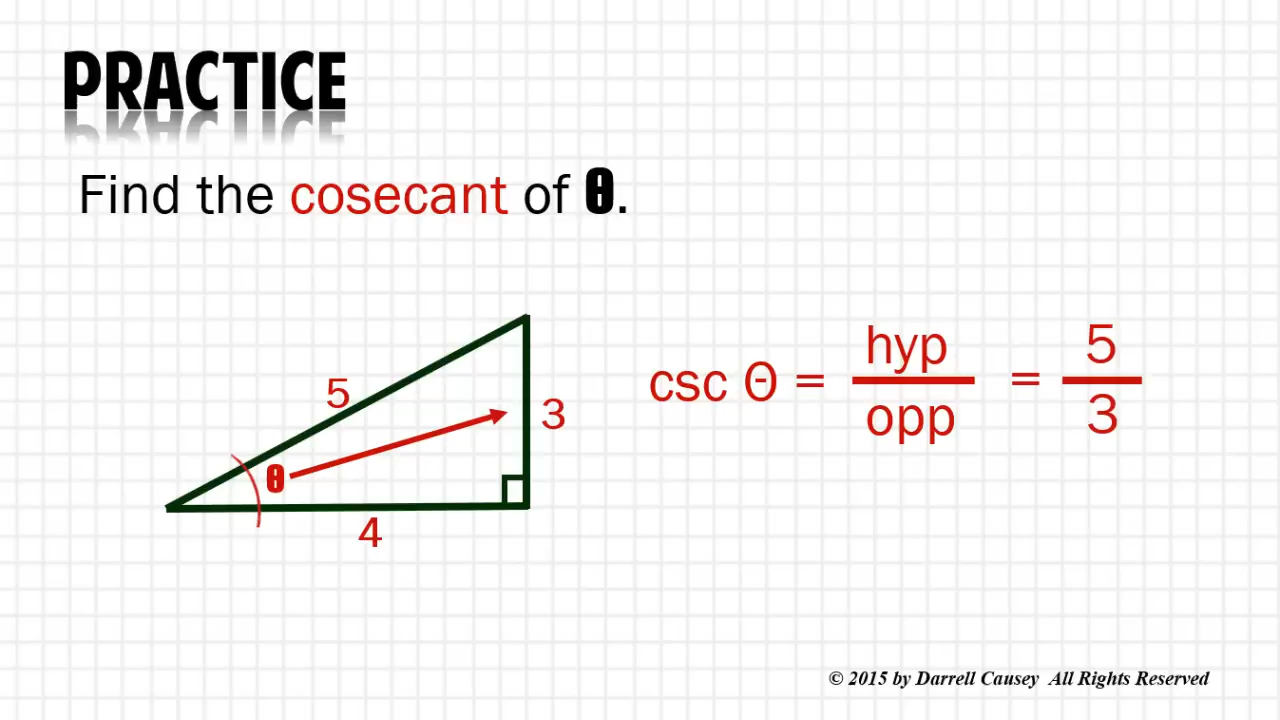 PRACTICE
Find the cosecant of θ.
5
3
θ
4
csc Θ = hyp/opp = 5/3
© 2015 by Darrell Causey All Rights Reserved